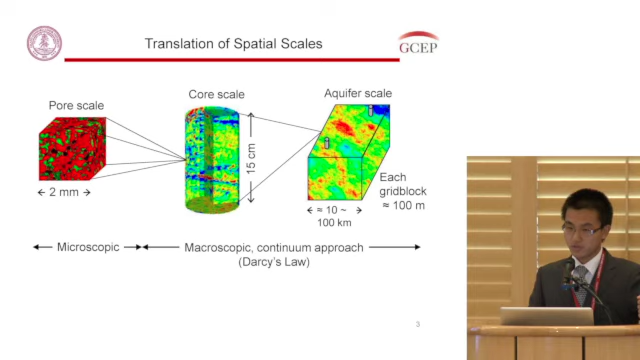 Translation of Spatial Scales
GCEP
Pore scale
Core scale
Aquifer scale
15 cm
2 mm
Each
gridblock
≈ 100 m
≈ 10 ~
100 km
Microscopic
Macroscopic, continuum approach
(Darcy's Law)
3